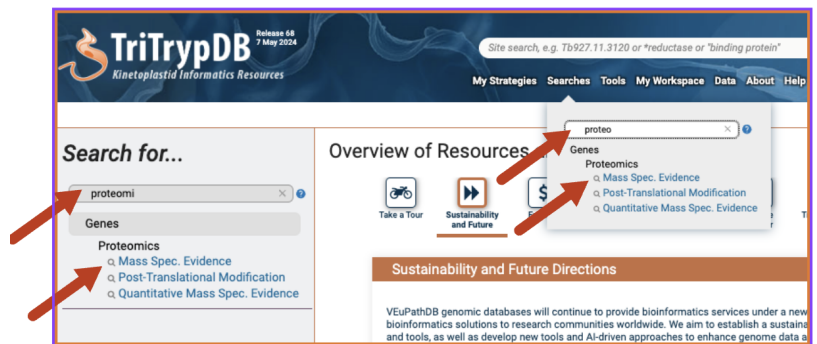 TriTrypDB
Release 68
7 May 2024
Kinetoplastid Informatics Resources
Site search, e.g. Tb927.11.3120 or *reductase or "binding protein"
My Strategies Searches Tools My Workspace Data About Help
proteo
Genes
Proteomics
Mass Spec. Evidence
Post-Translational Modification
Quantitative Mass Spec. Evidence
Search for...
proteomi
Genes
Proteomics
Mass Spec. Evidence
Post-Translational Modification
Quantitative Mass Spec. Evidence
Overview of Resources
Take a Tour
Sustainability
and Future
Sustainability and Future Directions
VEuPathDB genomic databases will continue to provide bioinformatics services under a new
bioinformatics solutions to research communities worldwide. We aim to establish a sustaina
and tools, as well as develop new tools and AI-driven approaches to enhance genome data a